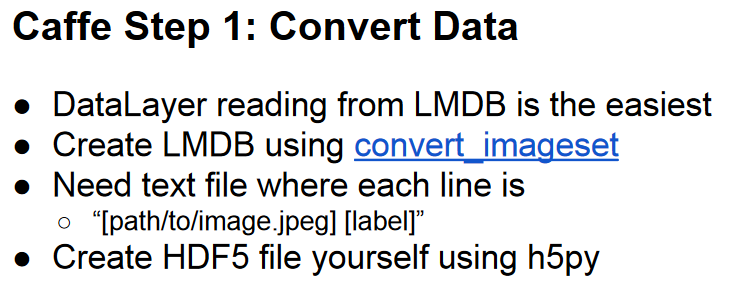 Caffe Step 1: Convert Data
● DataLayer reading from LMDB is the easiest
● Create LMDB using convert_imageset
● Need text file where each line is
○ “[path/to/image.jpeg] [label]”
● Create HDF5 file yourself using h5py